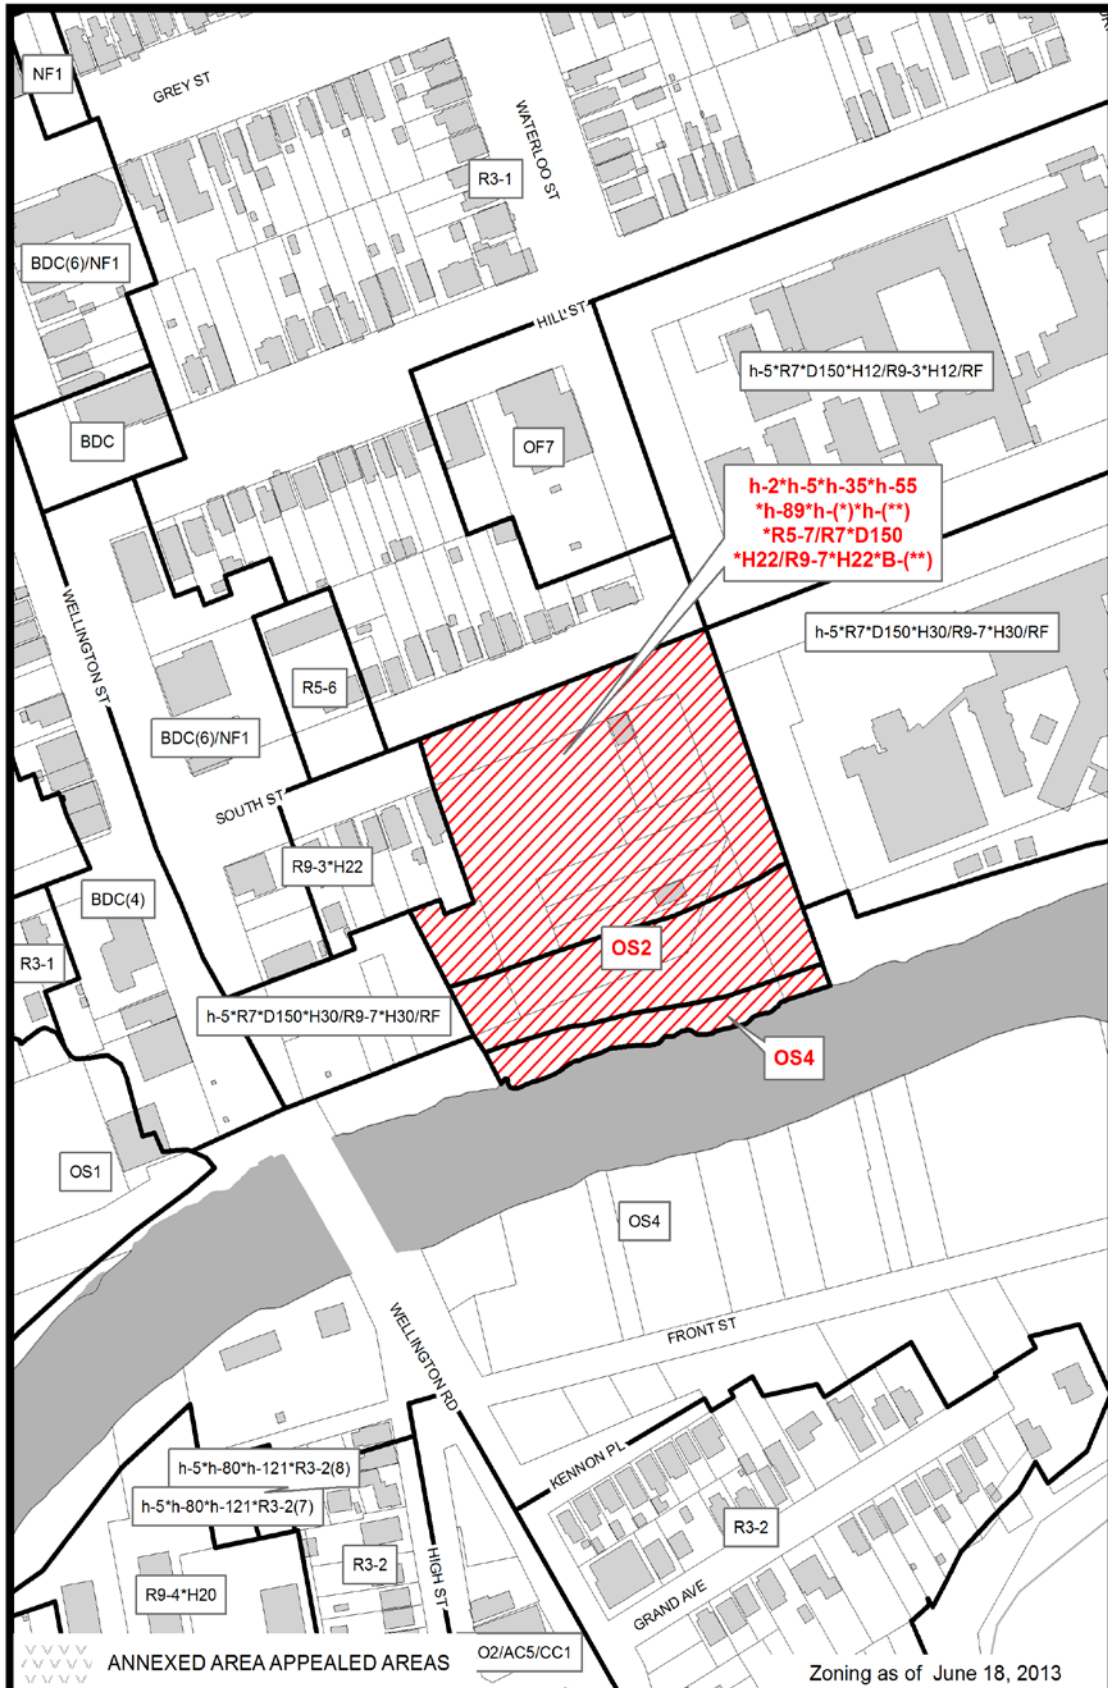 NF1
GREY ST
WATERLOO ST
R3-1
BDC(6)/NF1
HILL ST
h-5*R7*D150*H12/R9-3*H12/RF
BDC
OF7
h-2*h-5*h-35*h-55
*h-89*h-(*)*h-(**)
*R5-7/R7*D150
*H22/R9-7*H22*B-(**)
WELLINGTON ST
h-5*R7*D150*H30/R9-7*H30/RF
R5-6
BDC(6)/NF1
SOUTH ST
R9-3*H22
BDC(4)
OS2
R3-1
h-5*R7*D150*H30/R9-7*H30/RF
OS4
OS1
OS4
WELLINGTON RD
FRONT ST
KENNON PL
h-5*h-80*h-121*R3-2(8)
h-5*h-80*h-121*R3-2(7)
R3-2
R3-2
HIGH ST
R9-4*H20
GRAND AVE
O2/AC5/CC1
ANNEXED AREA APPEALED AREAS
Zoning as of June 18, 2013